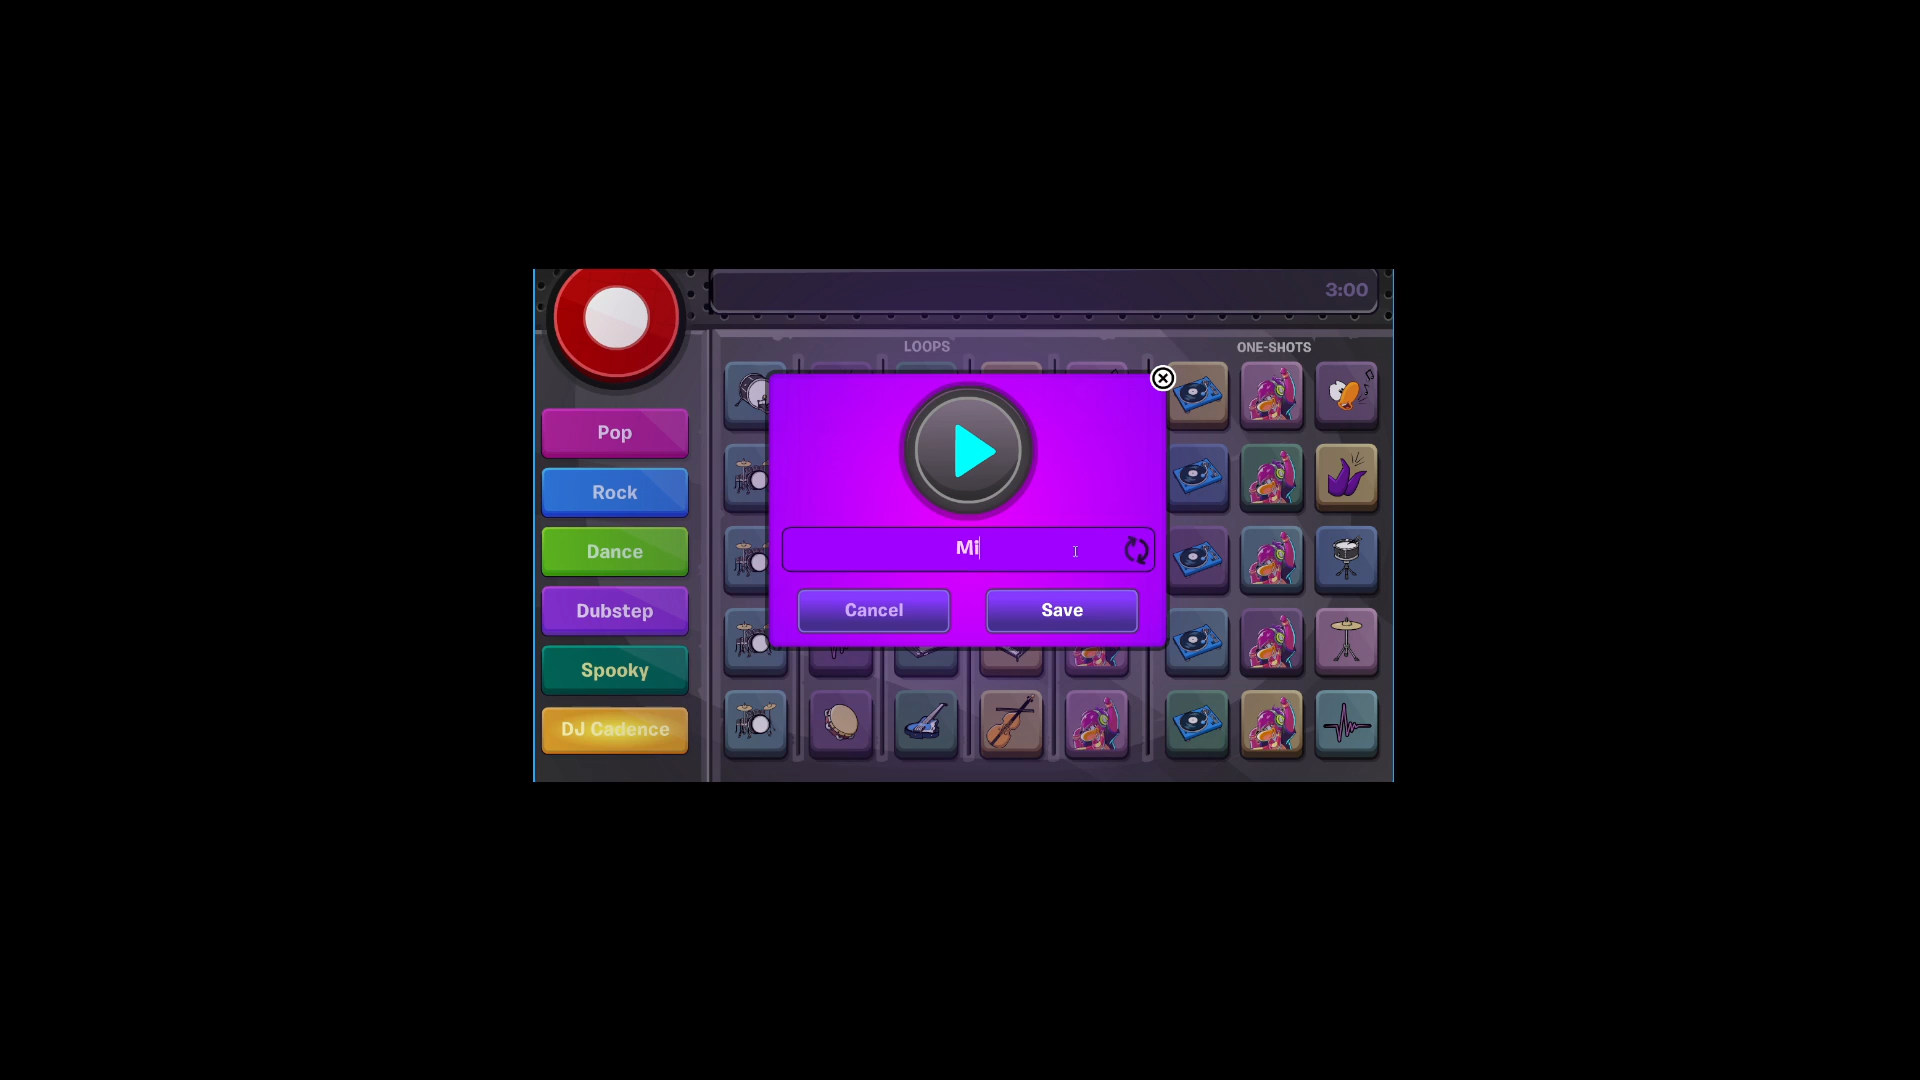 3:00
LOOPS
ONE-SHOTS
Pop
Rock
Dance
Dubstep
Spooky
DJ Cadence
Mi
Cancel
Save